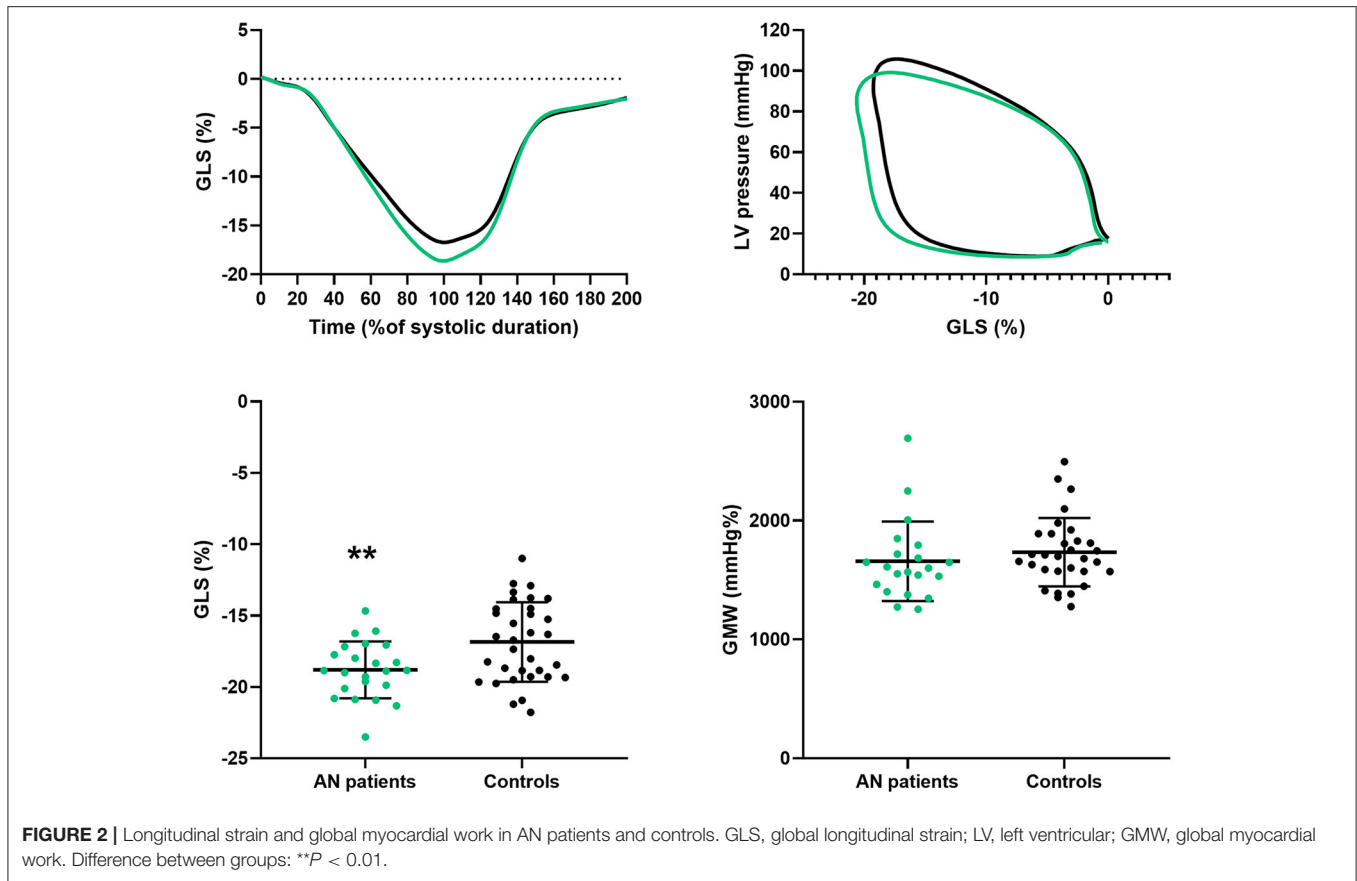 5
0
-5
-10
-15
-20
GLS (%)
0 20 40 60 80 100 120 140 160 180 200
Time (%of systolic duration)
120
100
80
60
40
20
0
LV pressure (mmHg)
-20 -10 0
GLS (%)
0
-5
-10
-15
-20
-25
GLS (%)
**
AN patients Controls
3000
2000
1000
0
GMW (mmHg%)
AN patients Controls
FIGURE 2 | Longitudinal strain and global myocardial work in AN patients and controls. GLS, global longitudinal strain; LV, left ventricular; GMW, global myocardial
work. Difference between groups: **P < 0.01.